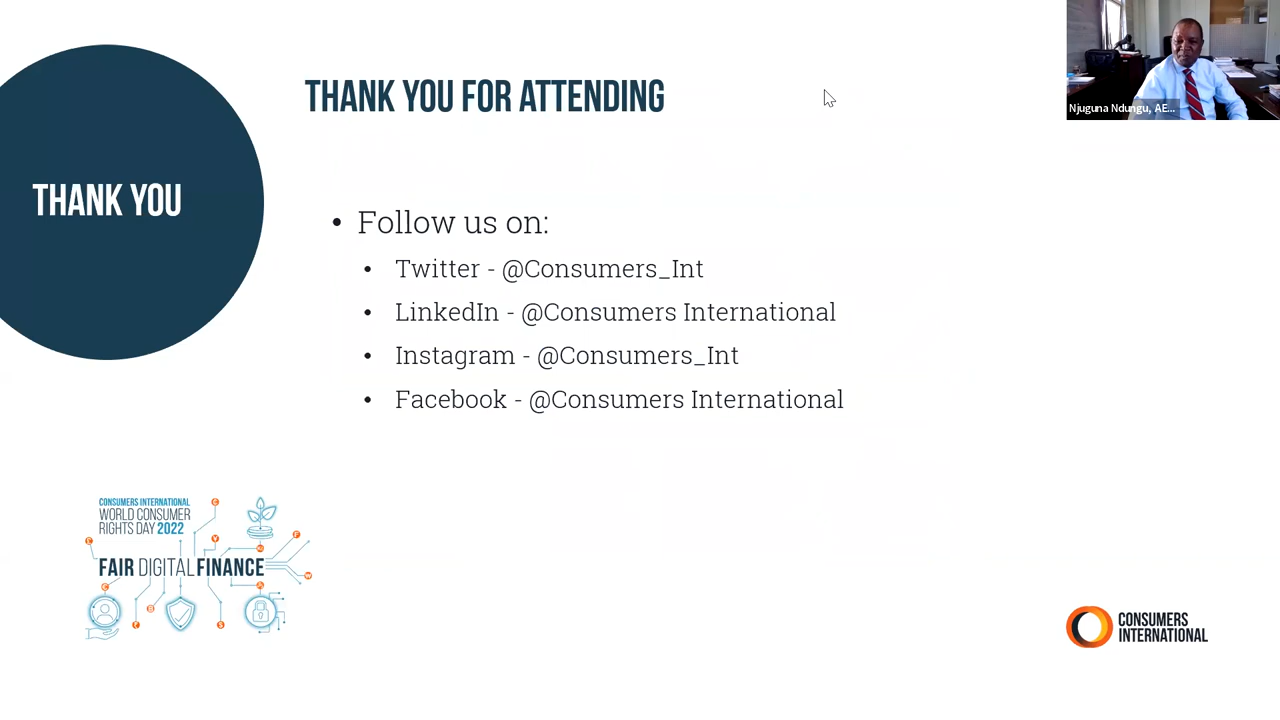 THANK YOU FOR ATTENDING
Njuguna Ndungu, AE...
THANK YOU
• Follow us on:
• Twitter - @Consumers_Int
• LinkedIn - @Consumers International
• Instagram - @Consumers_Int
• Facebook - @Consumers International
CONSUMERS INTERNATIONAL
WORLD CONSUMER
RIGHTS DAY 2022
FAIR DIGITAL FINANCE
CONSUMERS
INTERNATIONAL